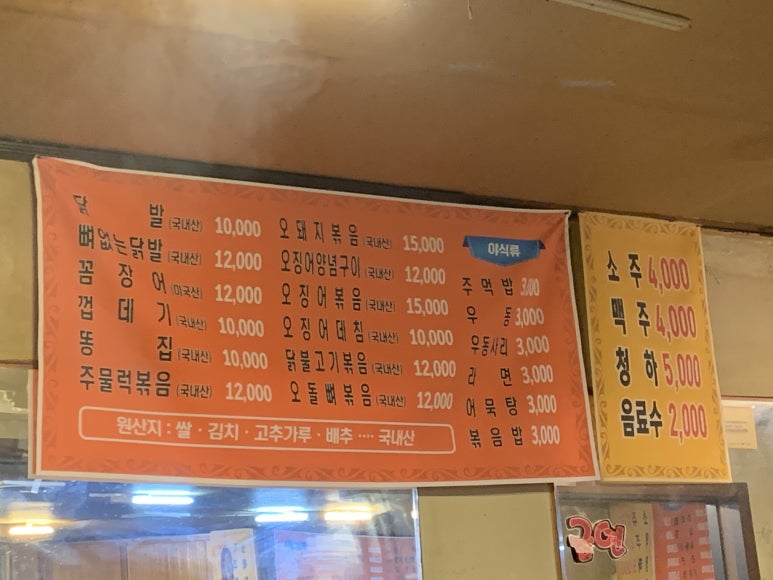 닭 발 (국내산) 10,000
뼈없는닭발 (국내산) 12,000
꼼 장 어 (미국산) 12,000
껍 데 기 (국내산) 10,000
똥 집 (국내산) 10,000
주물럭볶음 (국내산) 12,000
오돼지볶음 (국내산) 15,000
오징어양념구이 (국내산) 12,000
오징어볶음 (국내산) 15,000
오징어데침 (국내산) 10,000
닭불고기볶음 (국내산) 12,000
오돌뼈볶음 (국내산) 12,000
원산지 : 쌀 · 김치 · 고추가루 · 배추 ···· 국내산
야식류
주먹밥 3,000
우 동 3,000
우동사리 3,000
라 면 3,000
어묵탕 3,000
볶음밥 3,000
소 주 4,000
맥 주 4,000
청 하 5,000
음료수 2,000
금연